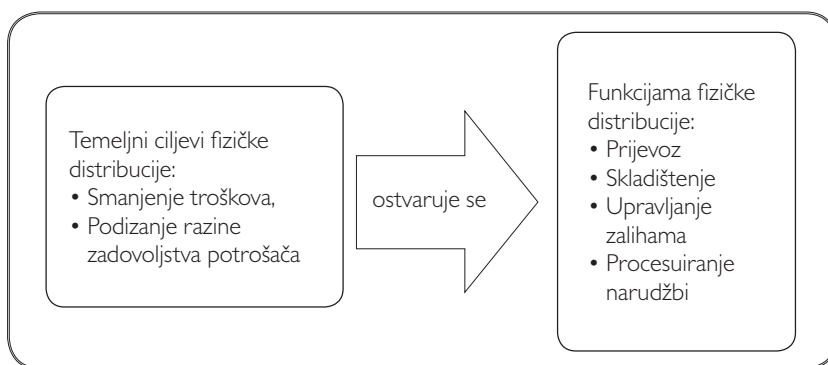 Temeljni ciljevi fizičke
distribucije:
• Smanjenje troškova,
• Podizanje razine
zadovoljstva potrošača
ostvaruje se
Funkcijama fizičke
distribucije:
• Prijevoz
• Skladištenje
• Upravljanje
zalihama
• Procesuiranje
narudžbi